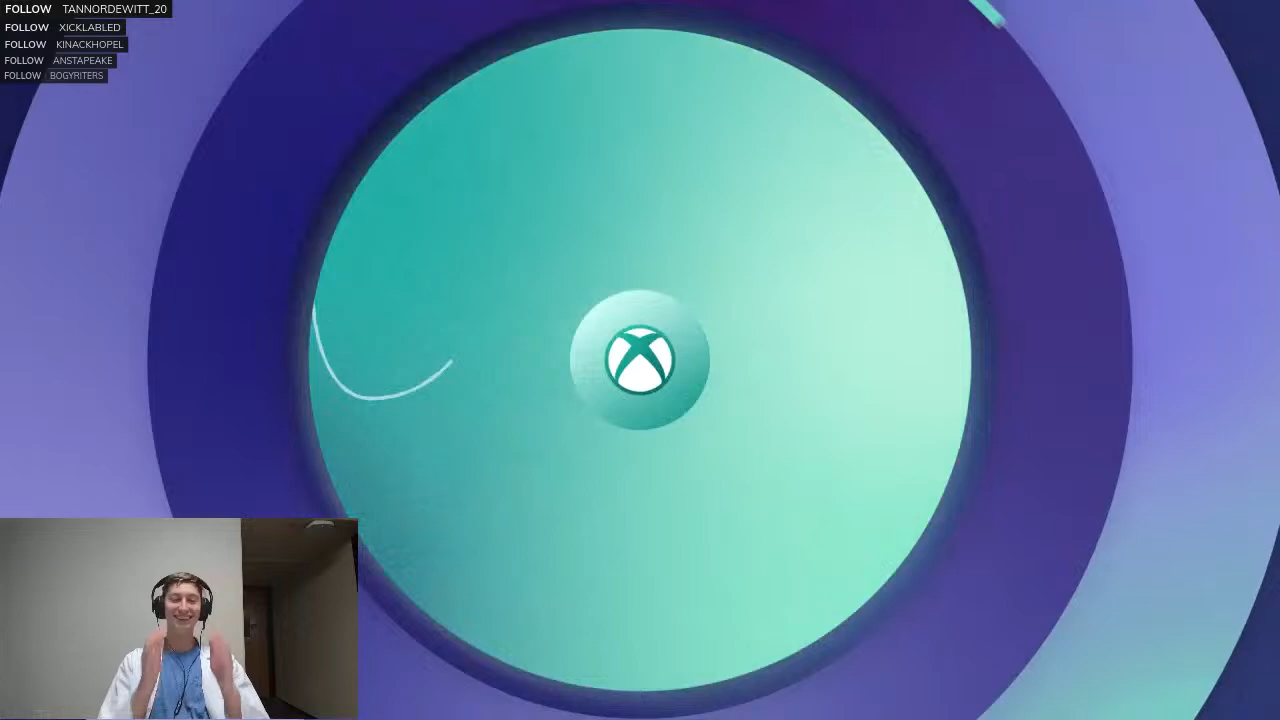 FOLLOW TANNORDEWITT_20
FOLLOW XICKLABLED
FOLLOW KINACKHOPEL
FOLLOW ANSTAPEAKE
FOLLOW BOGYRITERS